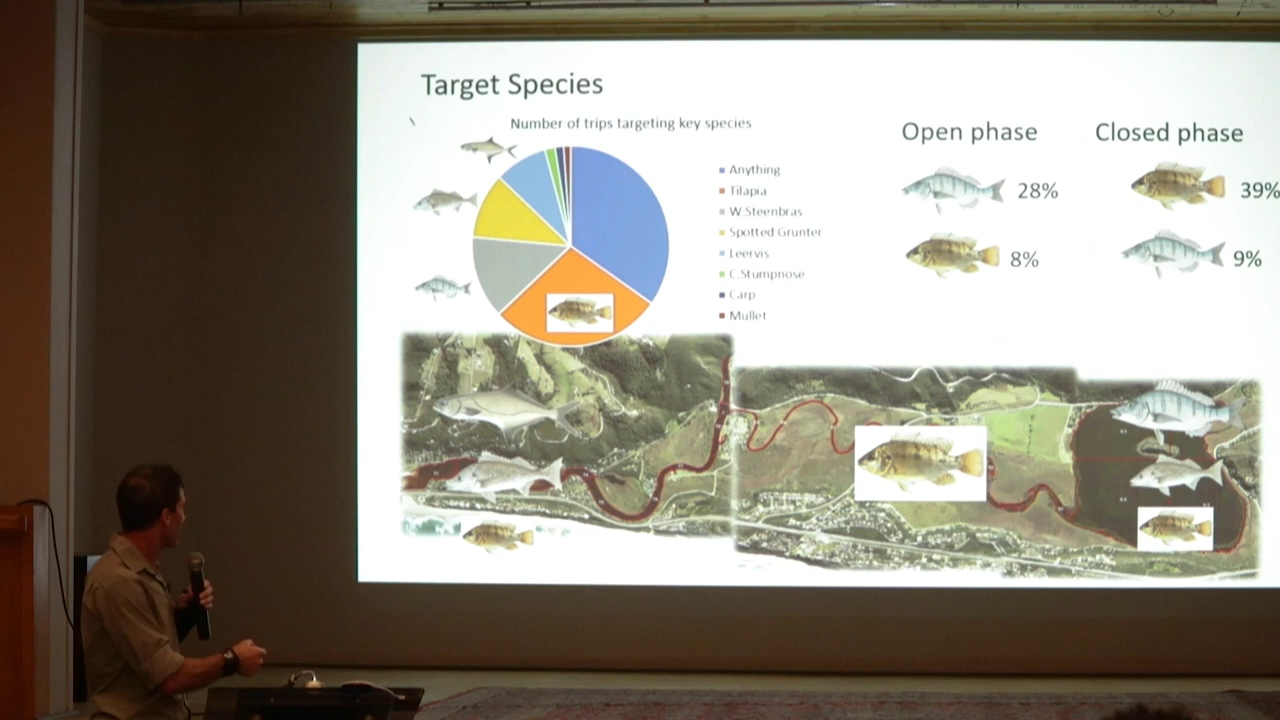 Target Species
Number of trips targeting key species
Anything
Tilapia
W.Steenbras
Spotted Grunter
Leervis
C.Stumpnose
Carp
Mullet
Open phase
28%
8%
Closed phase
39%
9%